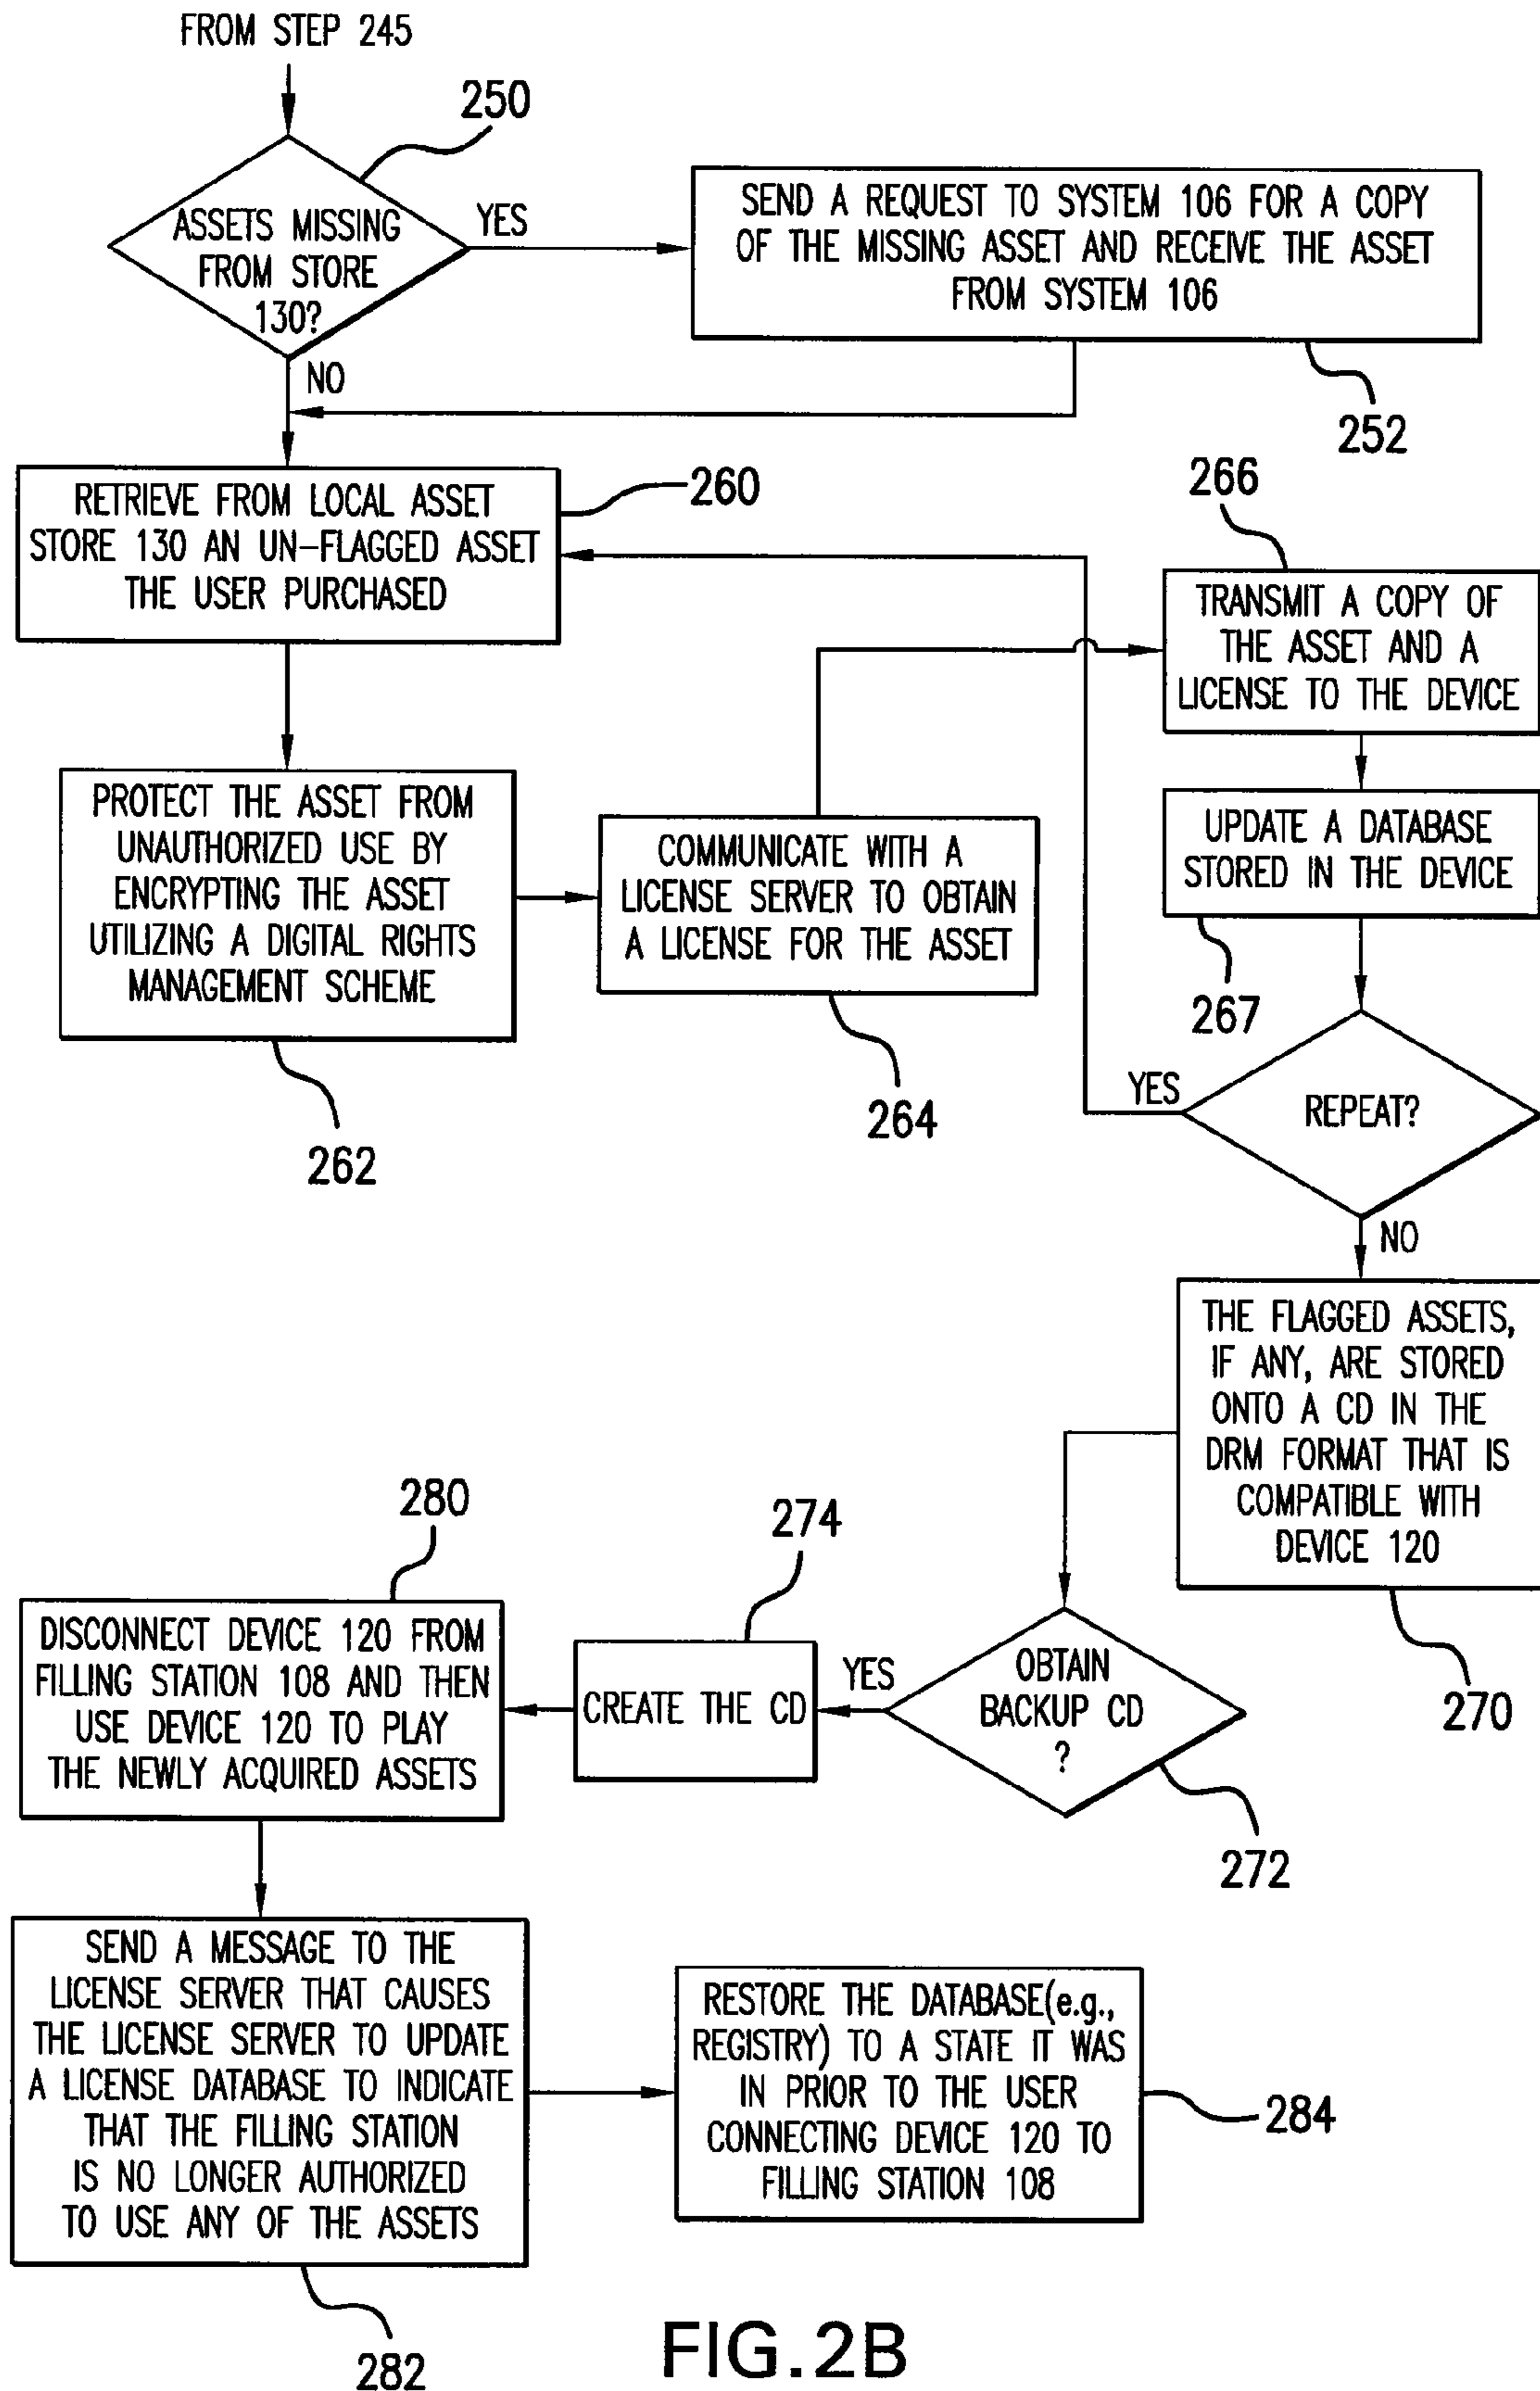 FROM STEP 245
250
ASSETS MISSING
FROM STORE
130?
YES
SEND A REQUEST TO SYSTEM 106 FOR A COPY
OF THE MISSING ASSET AND RECEIVE THE ASSET
FROM SYSTEM 106
252
NO
RETRIEVE FROM LOCAL ASSET
STORE 130 AN UN-FLAGGED ASSET
THE USER PURCHASED
260
PROTECT THE ASSET FROM
UNAUTHORIZED USE BY
ENCRYPTING THE ASSET
UTILIZING A DIGITAL RIGHTS
MANAGEMENT SCHEME
262
COMMUNICATE WITH A
LICENSE SERVER TO OBTAIN
A LICENSE FOR THE ASSET
264
266
TRANSMIT A COPY OF
THE ASSET AND A
LICENSE TO THE DEVICE
UPDATE A DATABASE
STORED IN THE DEVICE
267
REPEAT?
YES
NO
THE FLAGGED ASSETS,
IF ANY, ARE STORED
ONTO A CD IN THE
DRM FORMAT THAT IS
COMPATIBLE WITH
DEVICE 120
270
OBTAIN
BACKUP CD
?
272
YES
274
CREATE THE CD
280
DISCONNECT DEVICE 120 FROM
FILLING STATION 108 AND THEN
USE DEVICE 120 TO PLAY
THE NEWLY ACQUIRED ASSETS
SEND A MESSAGE TO THE
LICENSE SERVER THAT CAUSES
THE LICENSE SERVER TO UPDATE
A LICENSE DATABASE TO INDICATE
THAT THE FILLING STATION
IS NO LONGER AUTHORIZED
TO USE ANY OF THE ASSETS
282
RESTORE THE DATABASE(e.g.,
REGISTRY) TO A STATE IT WAS
IN PRIOR TO THE USER
CONNECTING DEVICE 120 TO
FILLING STATION 108
284
FIG.2B